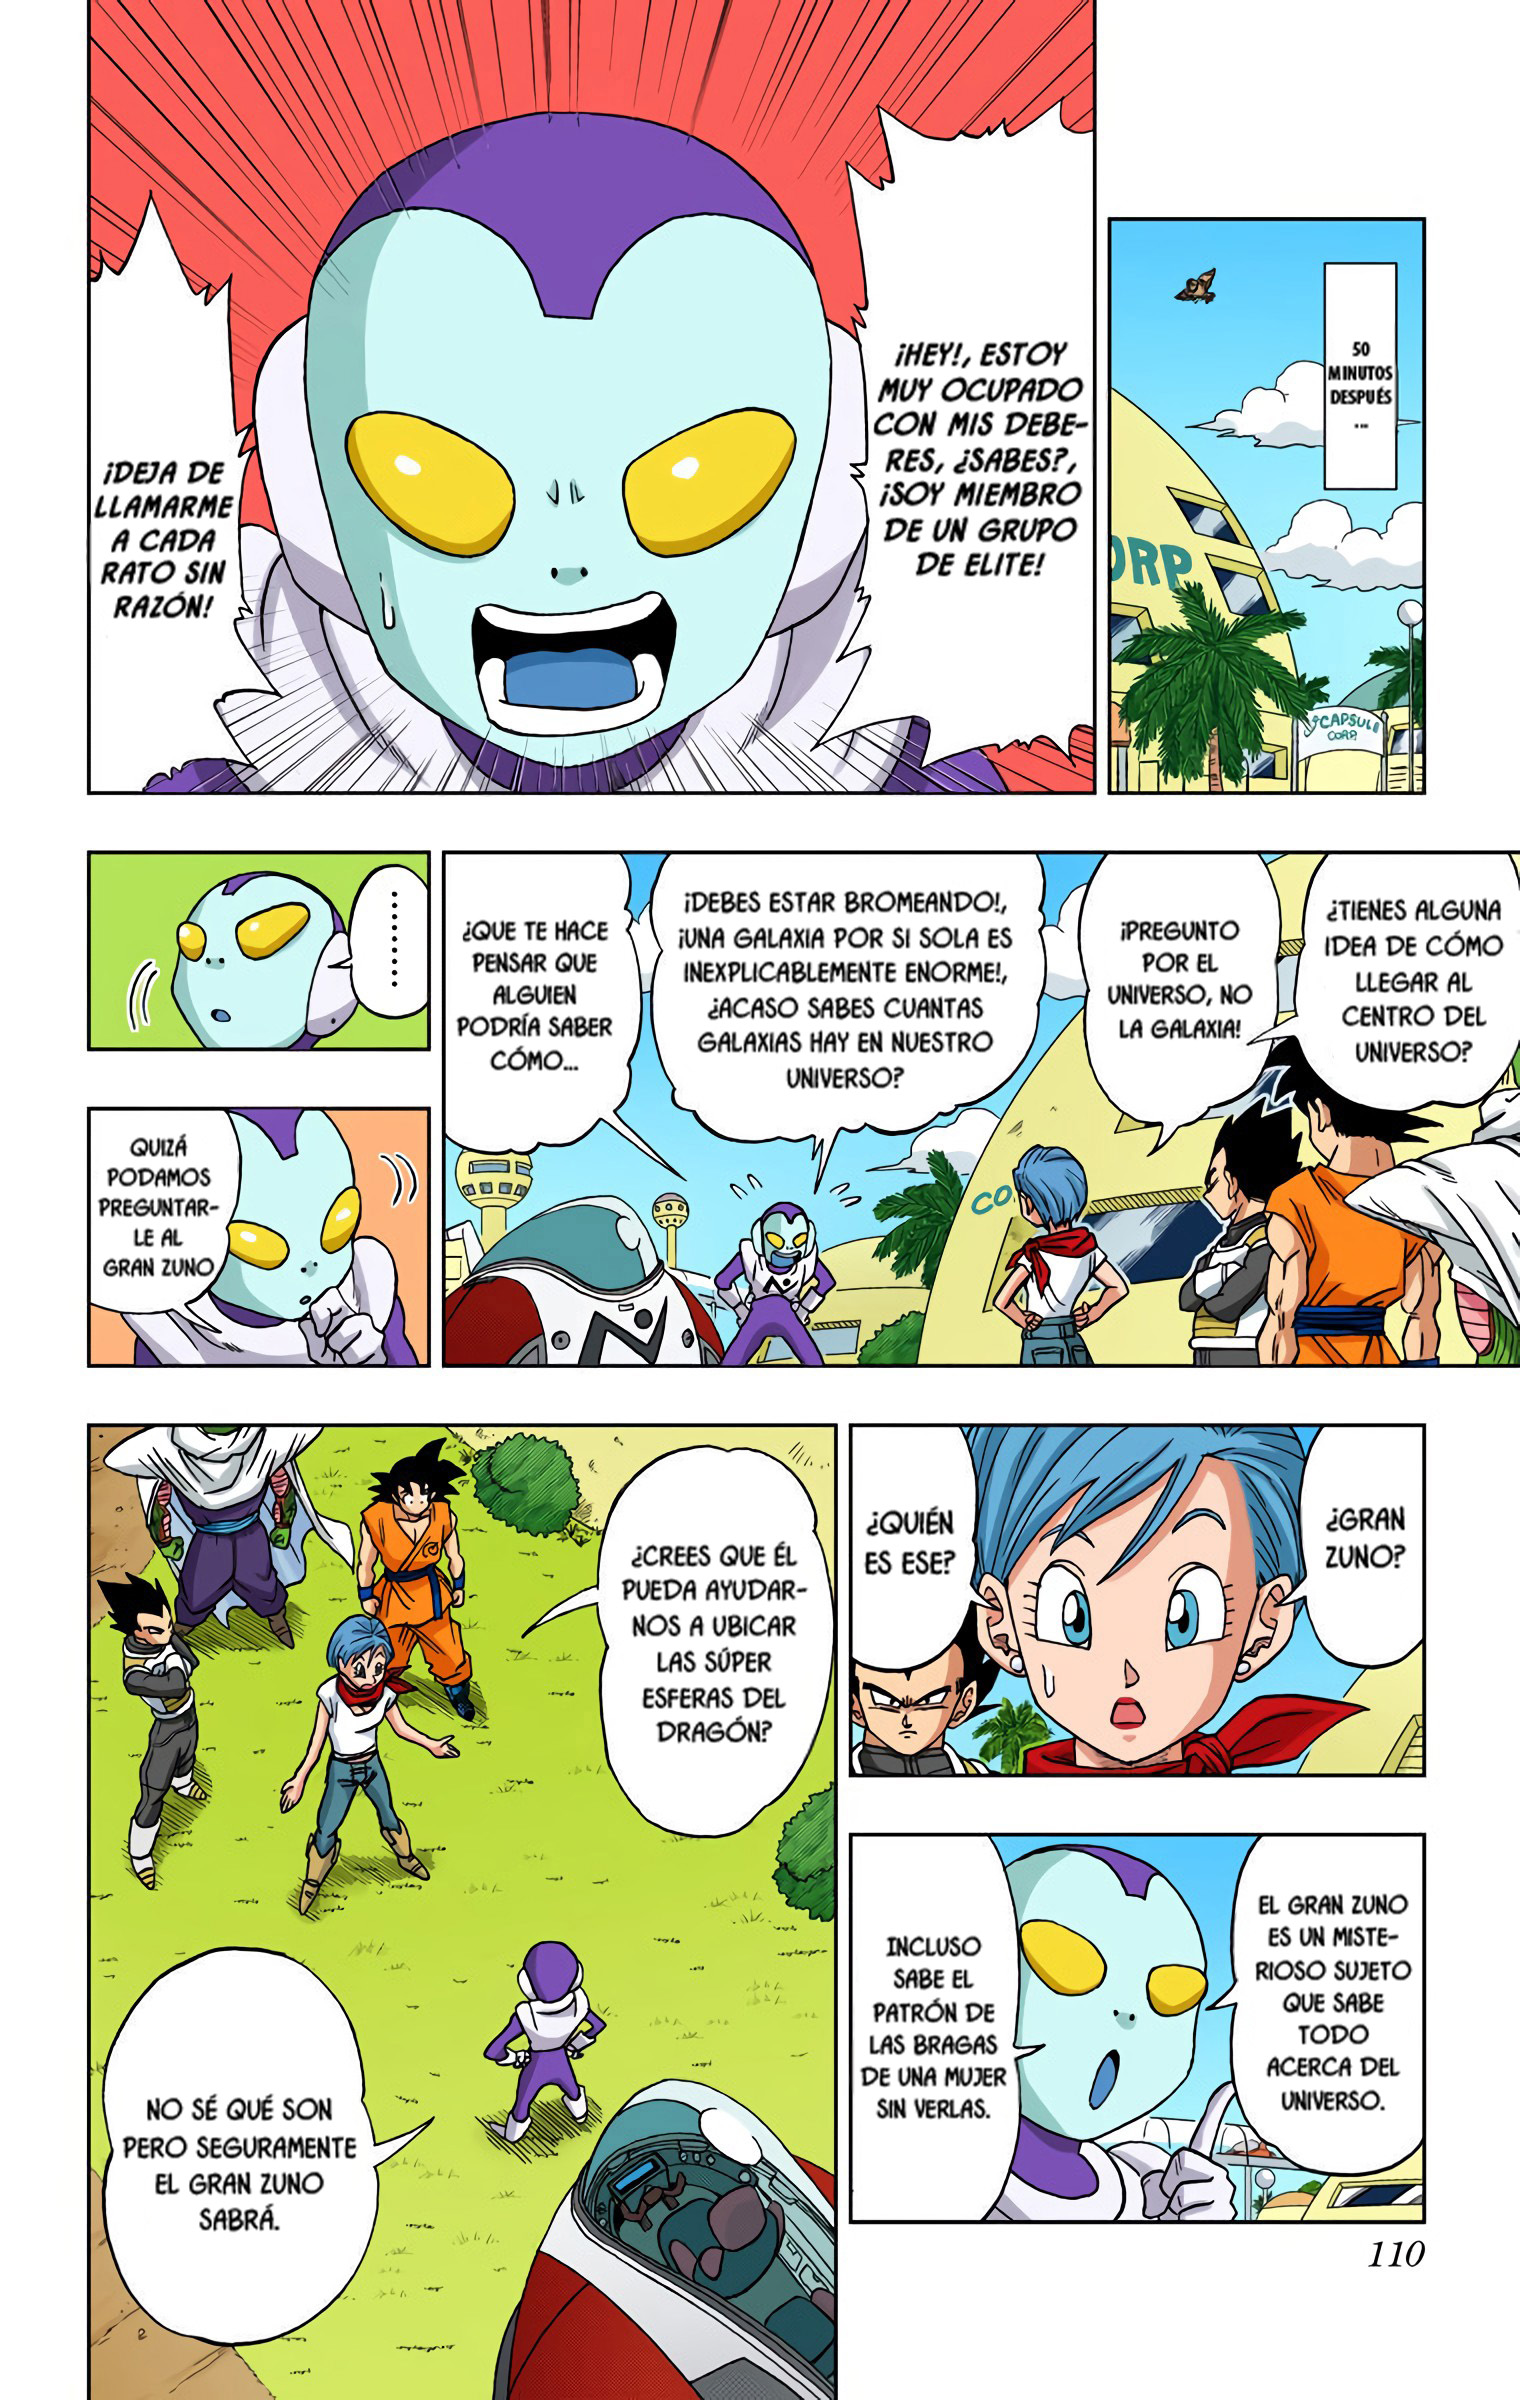 50
MINUTOS
DESPUÉS
...
ORP
CAPSULE
CORP.
¡HEY!, ESTOY
MUY OCUPADO
CON MIS DEBE-
RES, ¿SABES?,
¡SOY MIEMBRO
DE UN GRUPO
DE ELITE!
¡DEJA DE
LLAMARME
A CADA
RATO SIN
RAZÓN!
¿TIENES ALGUNA
IDEA DE CÓMO
LLEGAR AL
CENTRO DEL
UNIVERSO?
¡PREGUNTO
POR EL
UNIVERSO, NO
LA GALAXIA!
¡DEBES ESTAR BROMEANDO!,
¡UNA GALAXIA POR SI SOLA ES
INEXPLICABLEMENTE ENORME!,
¿ACASO SABES CUANTAS
GALAXIAS HAY EN NUESTRO
UNIVERSO?
¿QUE TE HACE
PENSAR QUE
ALGUIEN
PODRÍA SABER
CÓMO...
CO
.........
QUIZÁ
PODAMOS
PREGUNTAR-
LE AL
GRAN ZUNO
¿GRAN
ZUNO?
¿QUIÉN
ES ESE?
EL GRAN ZUNO
ES UN MISTE-
RIOSO SUJETO
QUE SABE
TODO
ACERCA DEL
UNIVERSO.
INCLUSO
SABE EL
PATRÓN DE
LAS BRAGAS
DE UNA MUJER
SIN VERLAS.
¿CREES QUE ÉL
PUEDA AYUDAR-
NOS A UBICAR
LAS SÚPER
ESFERAS DEL
DRAGÓN?
NO SÉ QUÉ SON
PERO SEGURAMENTE
EL GRAN ZUNO
SABRÁ.
110